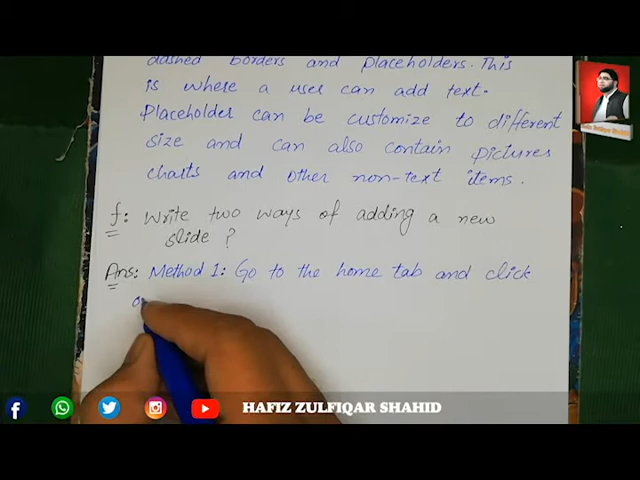 dashed borders and placeholders. This
is where a user can add text.
Placeholder can be customize to different
size and can also contain pictures
charts and other non-text items.
f: Write two ways of adding a new
slide ?
Ans: Method 1: Go to the home tab and click
HAFIZ ZULFIQAR SHAHID